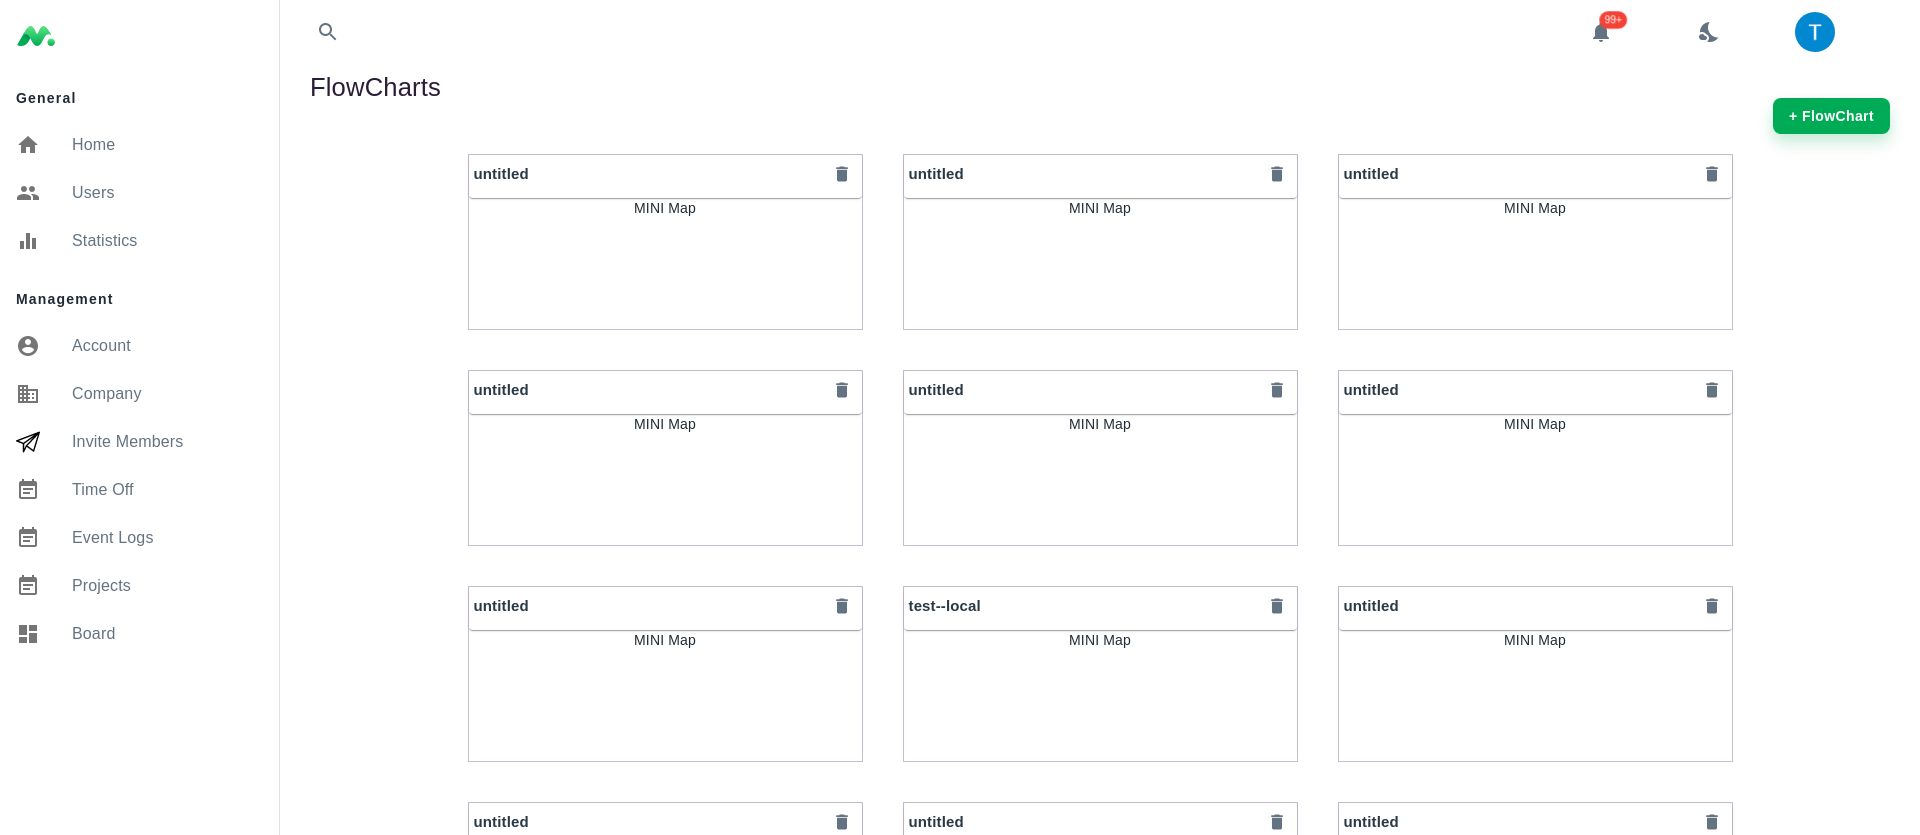 99+
T
FlowCharts
+ FlowChart
General
Home
Users
Statistics
Management
Account
Company
Invite Members
Time Off
Event Logs
Projects
Board
untitled
MINI Map
untitled
MINI Map
untitled
MINI Map
untitled
MINI Map
untitled
MINI Map
untitled
MINI Map
untitled
MINI Map
test--local
MINI Map
untitled
MINI Map
untitled
untitled
untitled